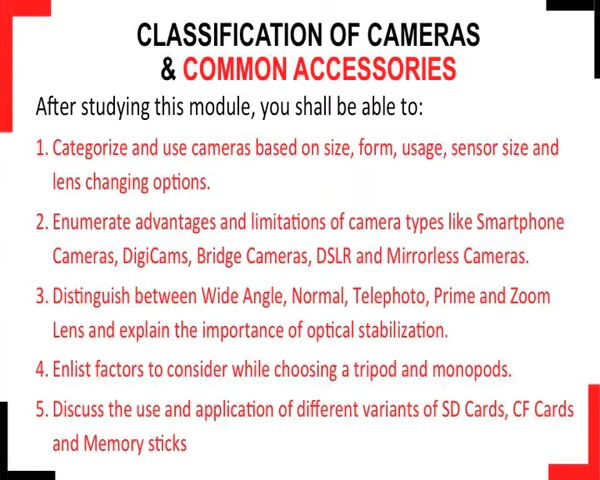 CLASSIFICATION OF CAMERAS
& COMMON ACCESSORIES
After studying this module, you shall be able to:
1. Categorize and use cameras based on size, form, usage, sensor size and
lens changing options.
2. Enumerate advantages and limitations of camera types like Smartphone
Cameras, DigiCams, Bridge Cameras, DSLR and Mirrorless Cameras.
3. Distinguish between Wide Angle, Normal, Telephoto, Prime and Zoom
Lens and explain the importance of optical stabilization.
4. Enlist factors to consider while choosing a tripod and monopods.
5. Discuss the use and application of different variants of SD Cards, CF Cards
and Memory sticks